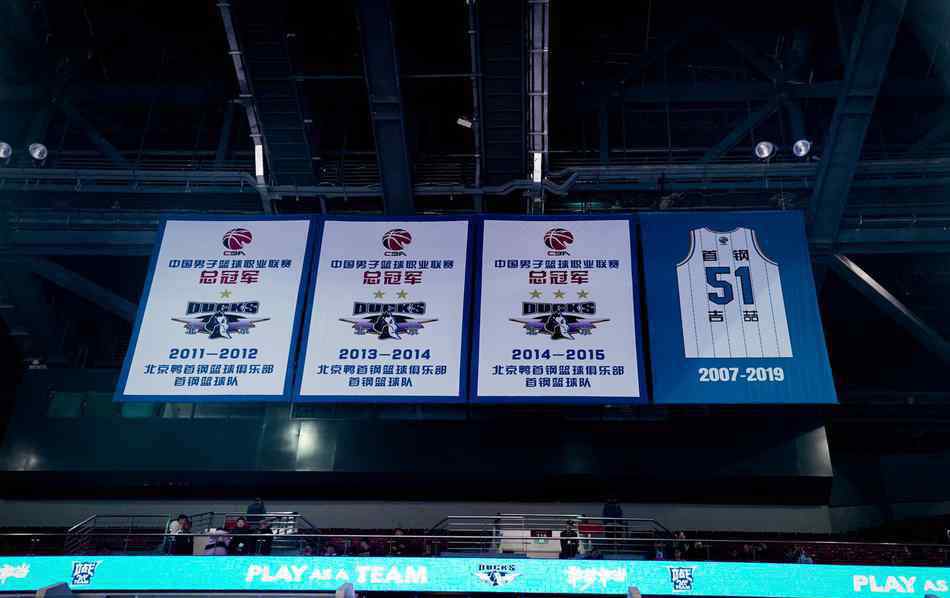 CBA
中国男子篮球职业联赛
总冠军
DUCKS
2011—2012
北京鸭首钢篮球俱乐部
首钢篮球队
CBA
中国男子篮球职业联赛
总冠军
DUCKS
2013—2014
北京鸭首钢篮球俱乐部
首钢篮球队
CBA
中国男子篮球职业联赛
总冠军
DUCKS
2014—2015
北京鸭首钢篮球俱乐部
首钢篮球队
首钢
51
吉喆
2007-2019
PLAY AS A TEAM
DUCKS
PLAY AS